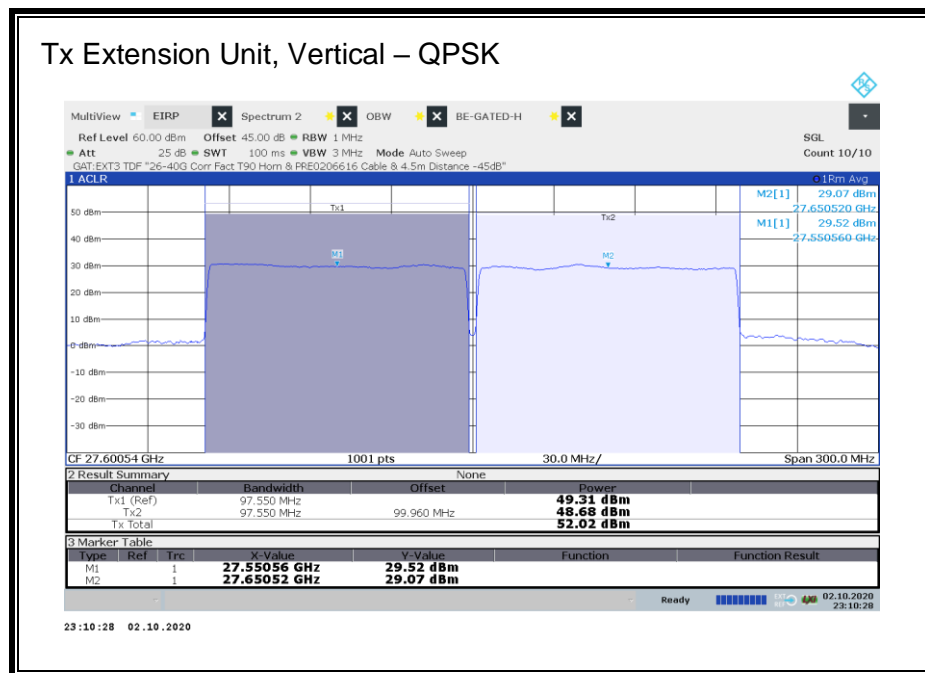 Tx Extension Unit, Vertical – QPSK
MultiView EIRP X Spectrum 2 X OBW X BE-GATED-H X
Ref Level 60.00 dBm Offset 45.00 dB RBW 1 MHz SGL
Att 25 dB SWT 100 ms VBW 3 MHz Mode Auto Sweep Count 10/10
GAT:EXT3 TDF "26-40G Corr Fact T90 Horn & PRE0206616 Cable & 4.5m Distance -45dB"
1 ACLR 1Rm Avg
M2[1] 29.07 dBm
27.650520 GHz
M1[1] 29.52 dBm
27.550560 GHz
Tx1
Tx2
50 dBm
40 dBm
M1
M2
30 dBm
20 dBm
10 dBm
0 dBm
-10 dBm
-20 dBm
-30 dBm
CF 27.60054 GHz 1001 pts 30.0 MHz/ Span 300.0 MHz
2 Result Summary None
Channel Bandwidth Offset Power
Tx1 (Ref) 97.550 MHz 49.31 dBm
Tx2 97.550 MHz 99.960 MHz 48.68 dBm
Tx Total 52.02 dBm
3 Marker Table
Type Ref Trc X-Value Y-Value Function Function Result
M1 1 27.55056 GHz 29.52 dBm
M2 1 27.65052 GHz 29.07 dBm
Ready 02.10.2020
23:10:28
23:10:28 02.10.2020